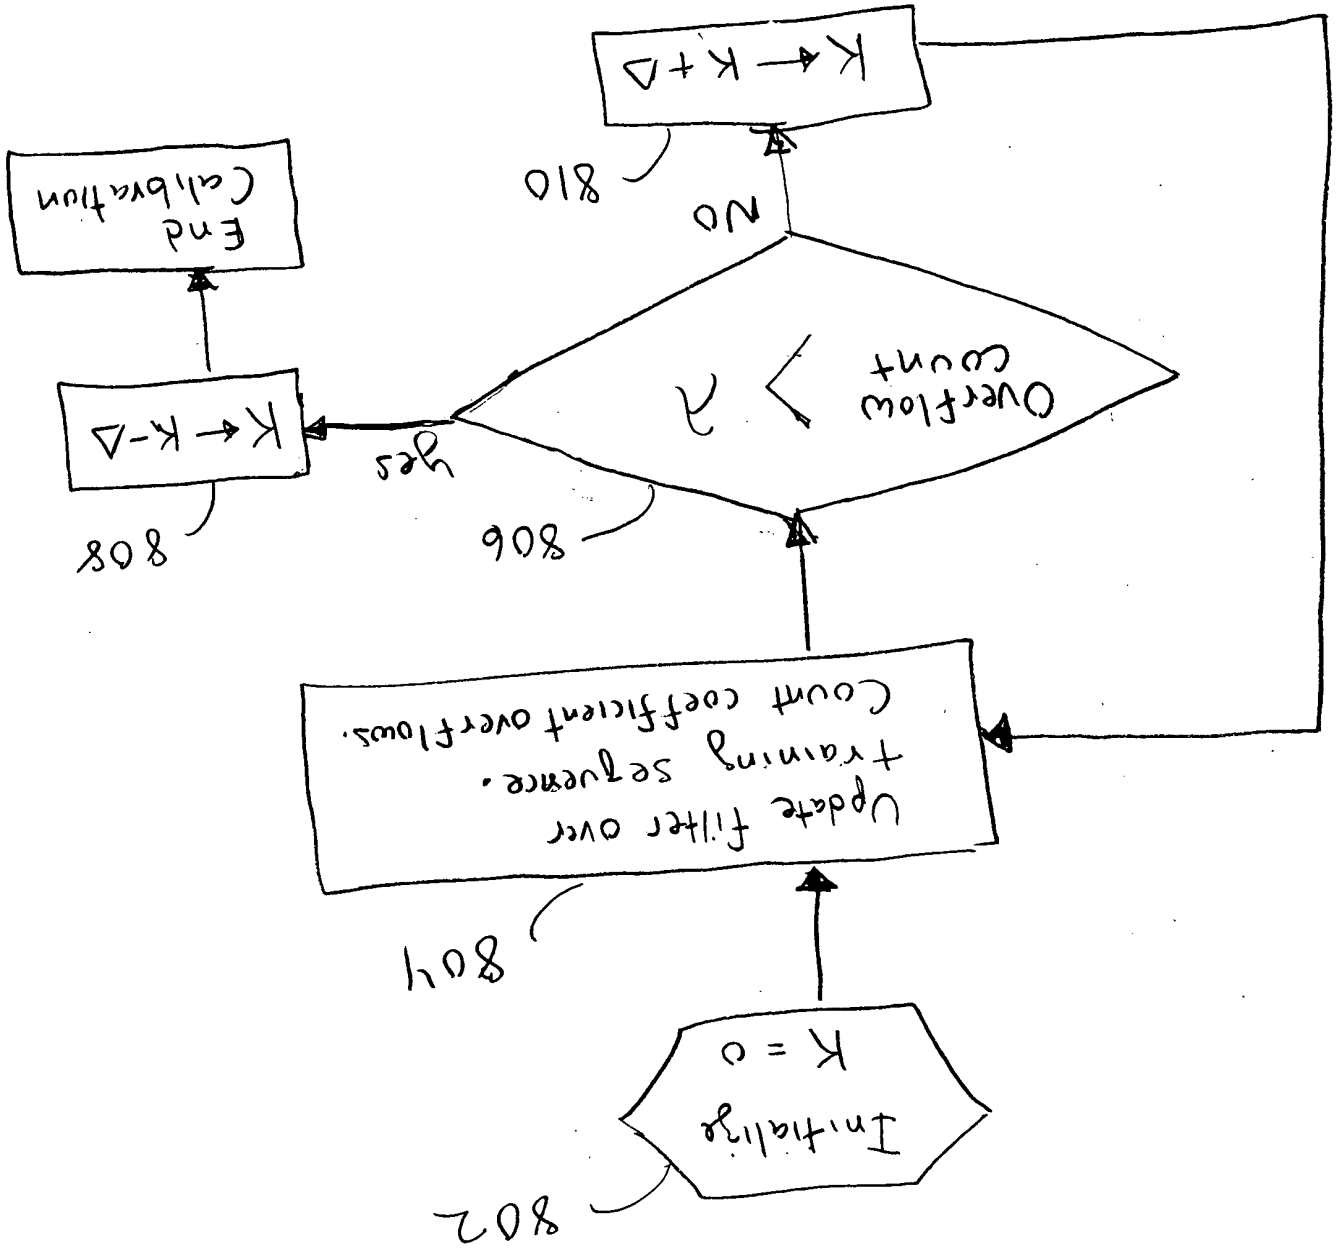 802
Initialize
K = 0
804
Update filter over
training sequence.
Count coefficient overflows.
806
Overflow
count > λ
yes
808
K ← K-Δ
End
Calibration
NO
810
K ← K + Δ